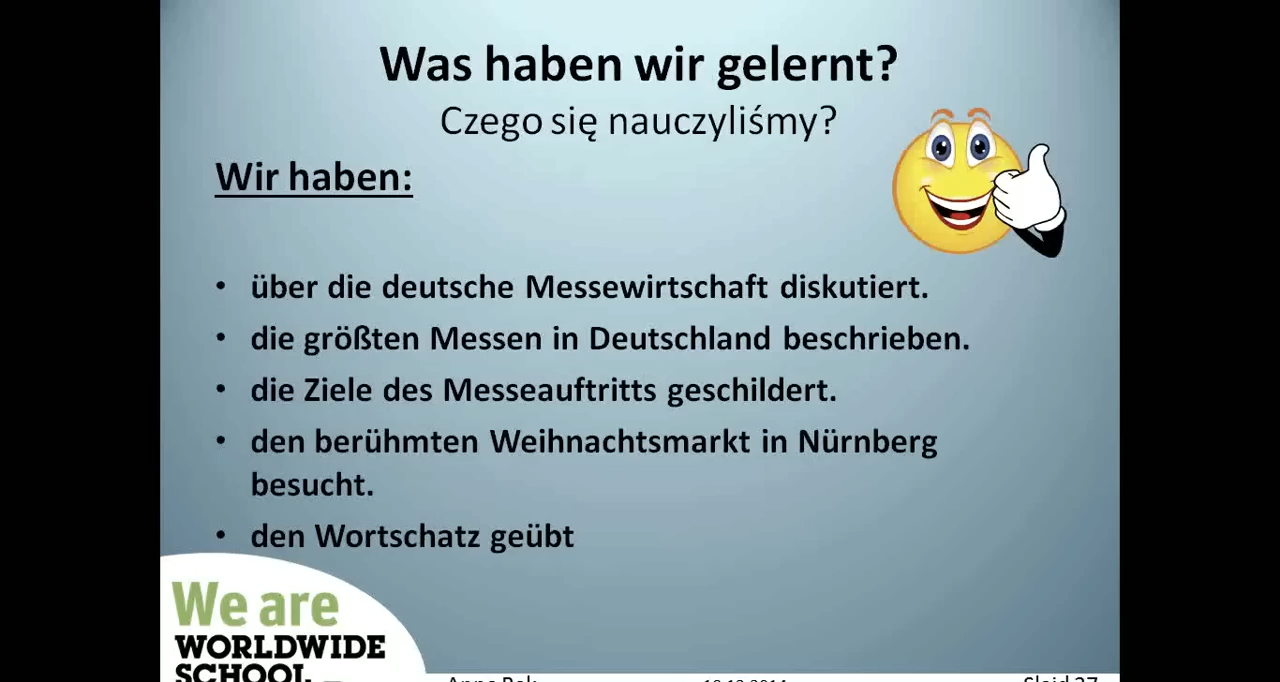 Was haben wir gelernt?
Czego się nauczyliśmy?
Wir haben:
• über die deutsche Messewirtschaft diskutiert.
• die größten Messen in Deutschland beschrieben.
• die Ziele des Messeauftritts geschildert.
• den berühmten Weihnachtsmarkt in Nürnberg
besucht.
• den Wortschatz geübt
We are
WORLDWIDE
SCHOOL